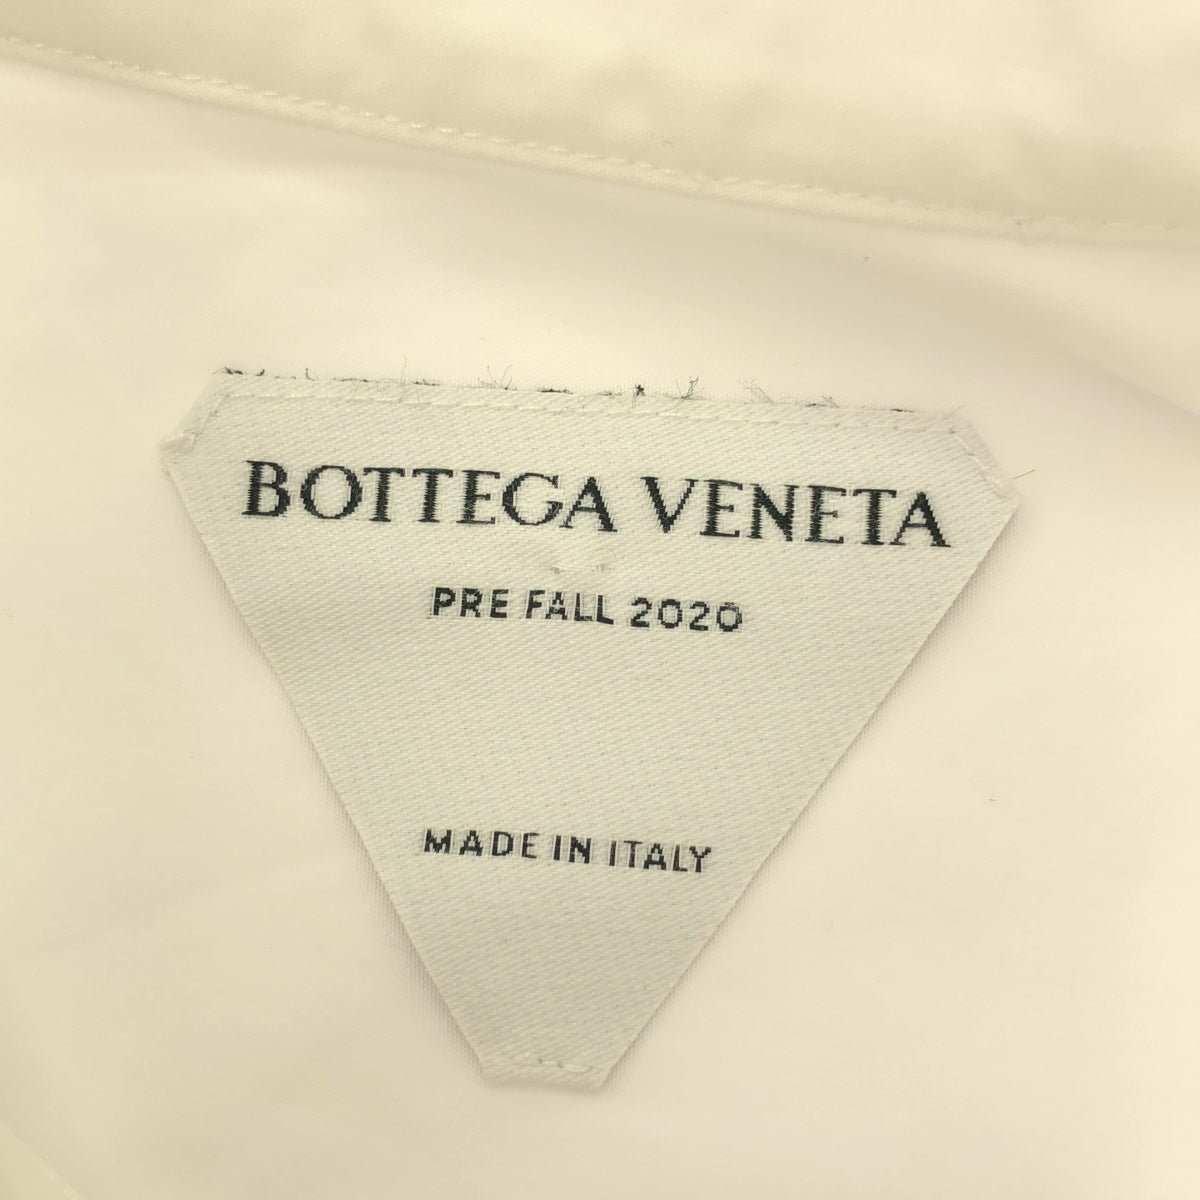 BOTTEGA VENETA
PRE FALL 2020
MADE IN ITALY